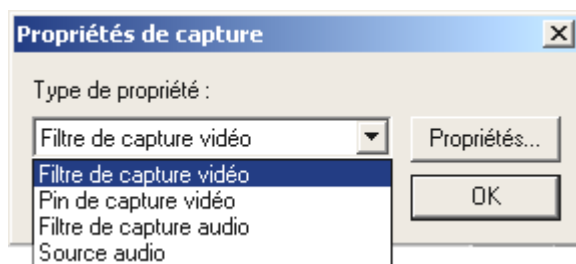 Propriétés de capture
Type de propriété :
Filtre de capture vidéo
Propriétés...
Filtre de capture vidéo
Pin de capture vidéo
OK
Filtre de capture audio
Source audio